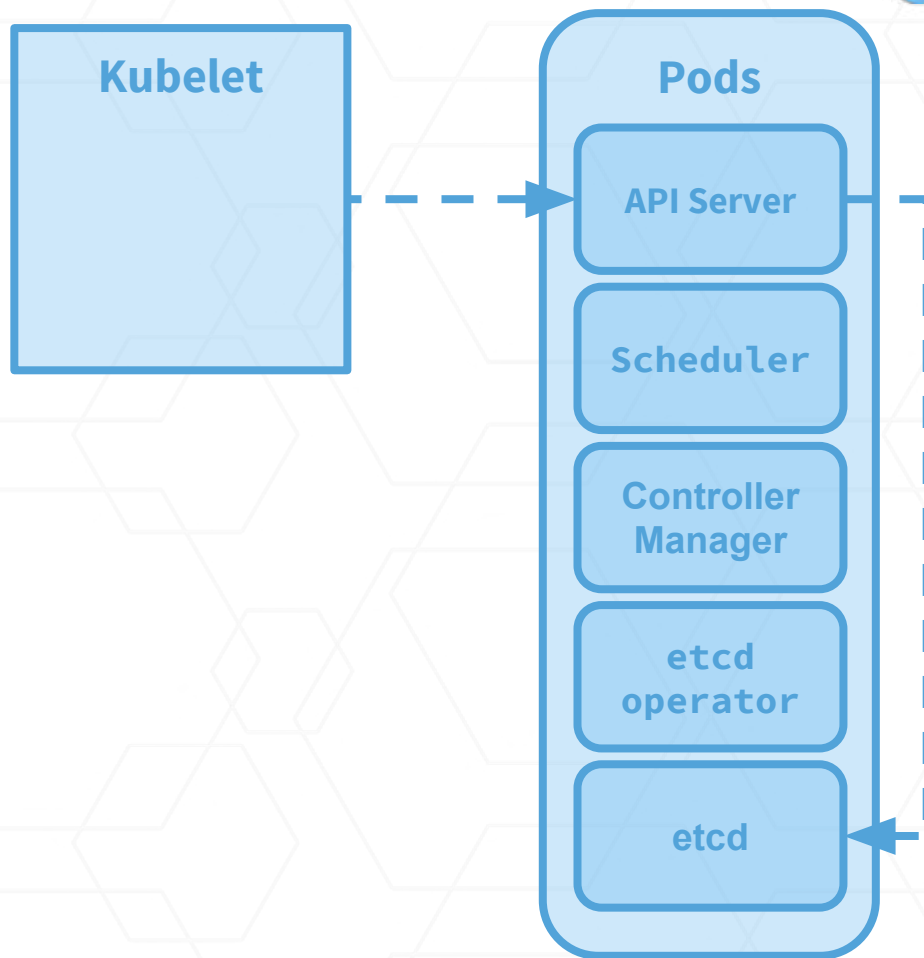 Kubelet
Pods
API Server
Scheduler
Controller
Manager
etcd
operator
etcd